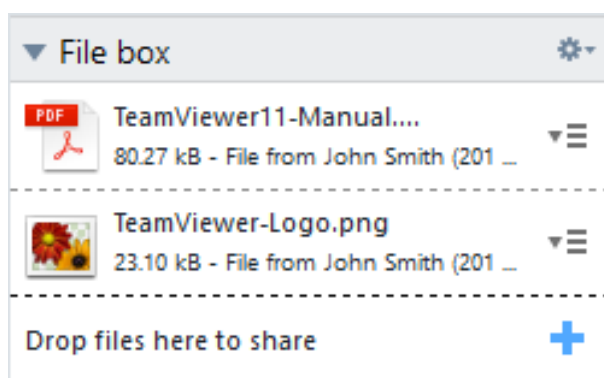 File box
PDF
TeamViewer11-Manual....
80.27 kB - File from John Smith (201 ...
TeamViewer-Logo.png
23.10 kB - File from John Smith (201 ...
Drop files here to share